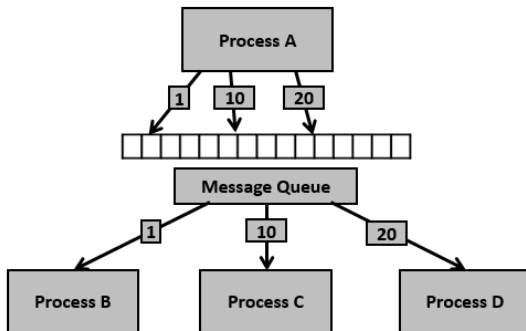 Process A
1 10 20
Message Queue
1 10 20
Process B Process C Process D